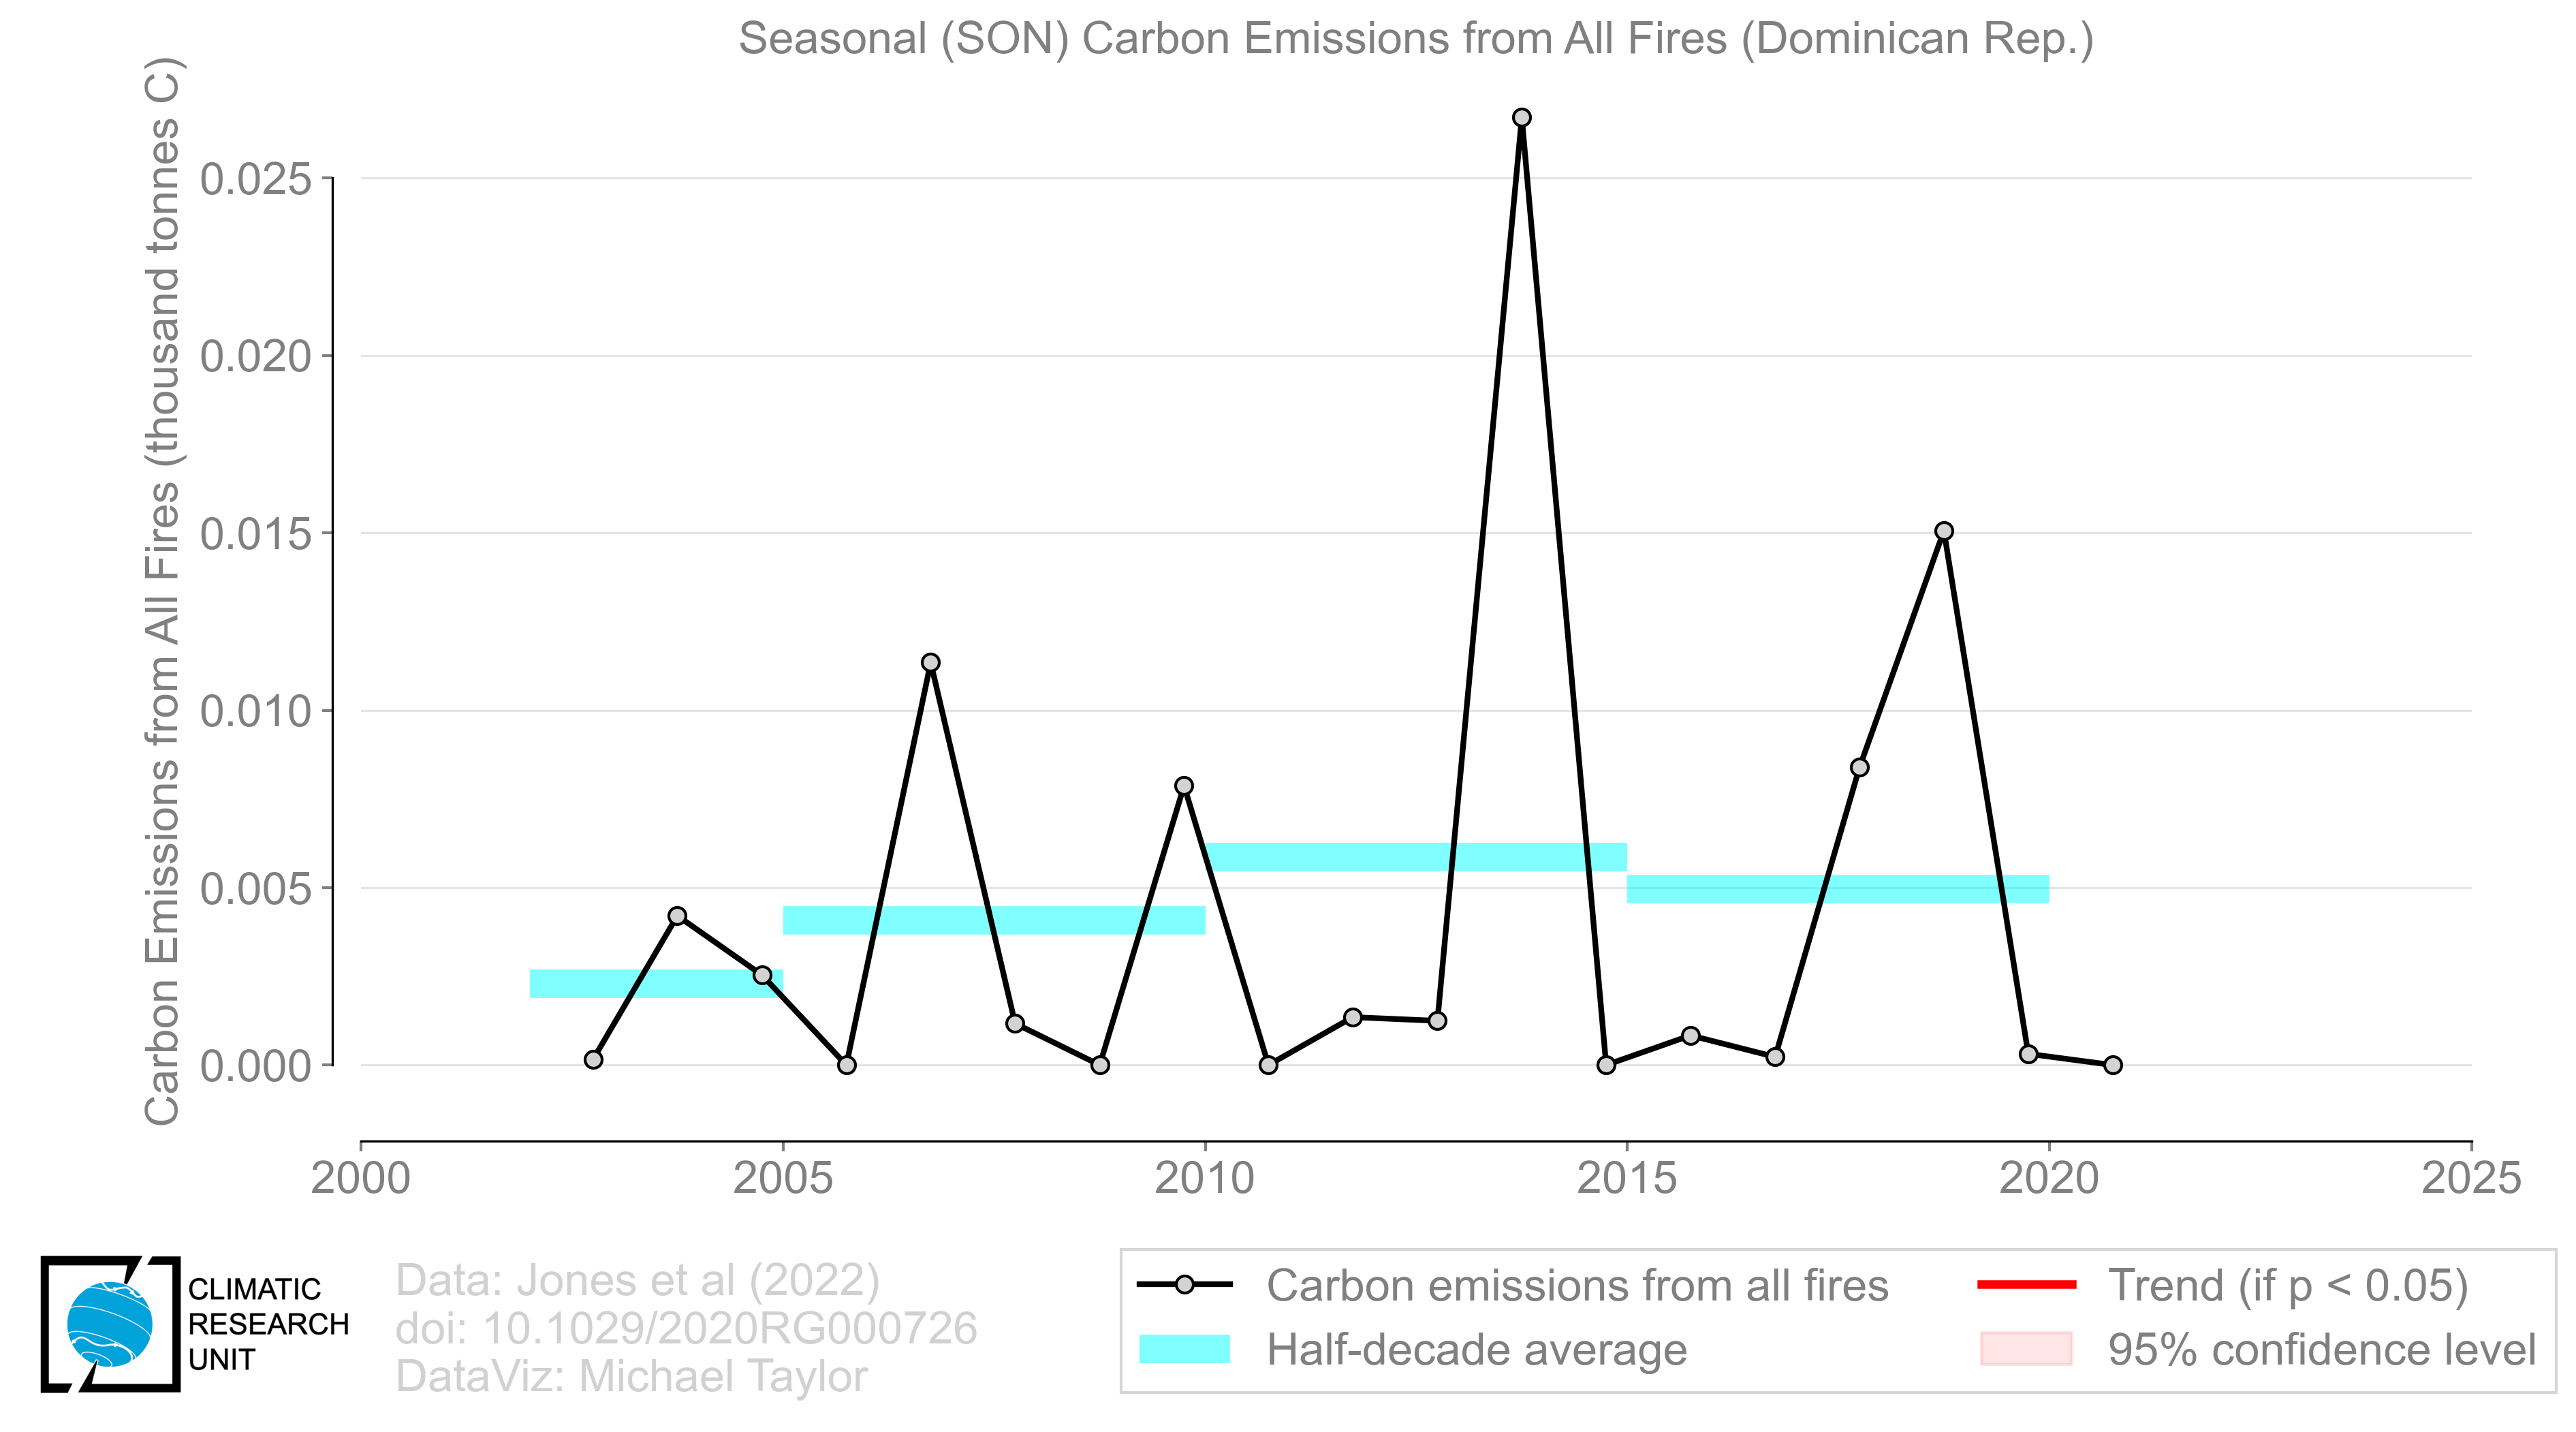 Seasonal (SON) Carbon Emissions from All Fires (Dominican Rep.)
Carbon Emissions from All Fires (thousand tonnes C)
0.025
0.020
0.015
0.010
0.005
0.000
2000
2005
2010
2015
2020
2025
CLIMATIC
RESEARCH
UNIT
Data: Jones et al (2022)
doi: 10.1029/2020RG000726
DataViz: Michael Taylor
Carbon emissions from all fires
Half-decade average
Trend (if p < 0.05)
95% confidence level